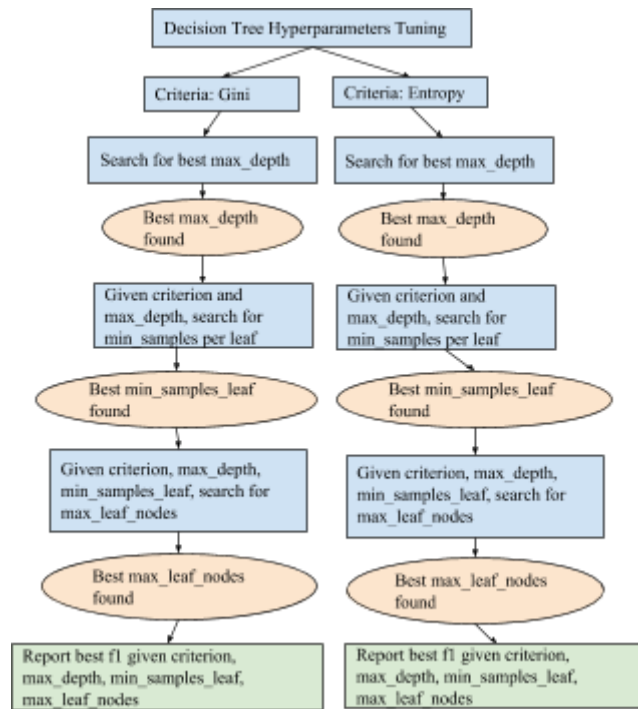 Decision Tree Hyperparameters Tuning
Criteria: Gini
Criteria: Entropy
Search for best max_depth
Search for best max_depth
Best max_depth
found
Best max_depth
found
Given criterion and
max_depth, search for
min_samples per leaf
Given criterion and
max_depth, search for
min_samples per leaf
Best min_samples_leaf
found
Best min_samples_leaf
found
Given criterion, max_depth,
min_samples_leaf, search for
max_leaf_nodes
Given criterion, max_depth,
min_samples_leaf, search for
max_leaf_nodes
Best max_leaf_nodes
found
Best max_leaf_nodes
found
Report best f1 given criterion,
max_depth, min_samples_leaf,
max_leaf_nodes
Report best f1 given criterion,
max_depth, min_samples_leaf,
max_leaf_nodes